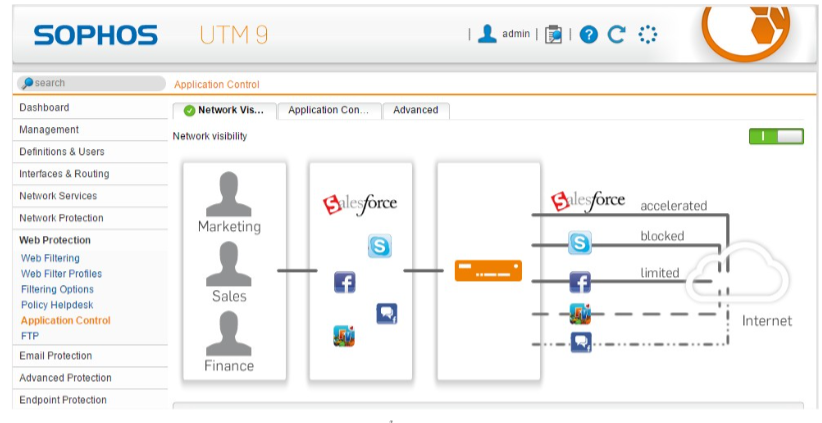 SOPHOS UTM 9
| admin | | ?
search
Application Control
Dashboard
Management
Definitions & Users
Interfaces & Routing
Network Services
Network Protection
Web Protection
Web Filtering
Web Filter Profiles
Filtering Options
Policy Helpdesk
Application Control
FTP
Email Protection
Advanced Protection
Endpoint Protection
Network Vis...
Application Con...
Advanced
Network visibility
Marketing
Sales
Finance
Salesforce
S
f
Salesforce
accelerated
S
blocked
f
limited
Internet